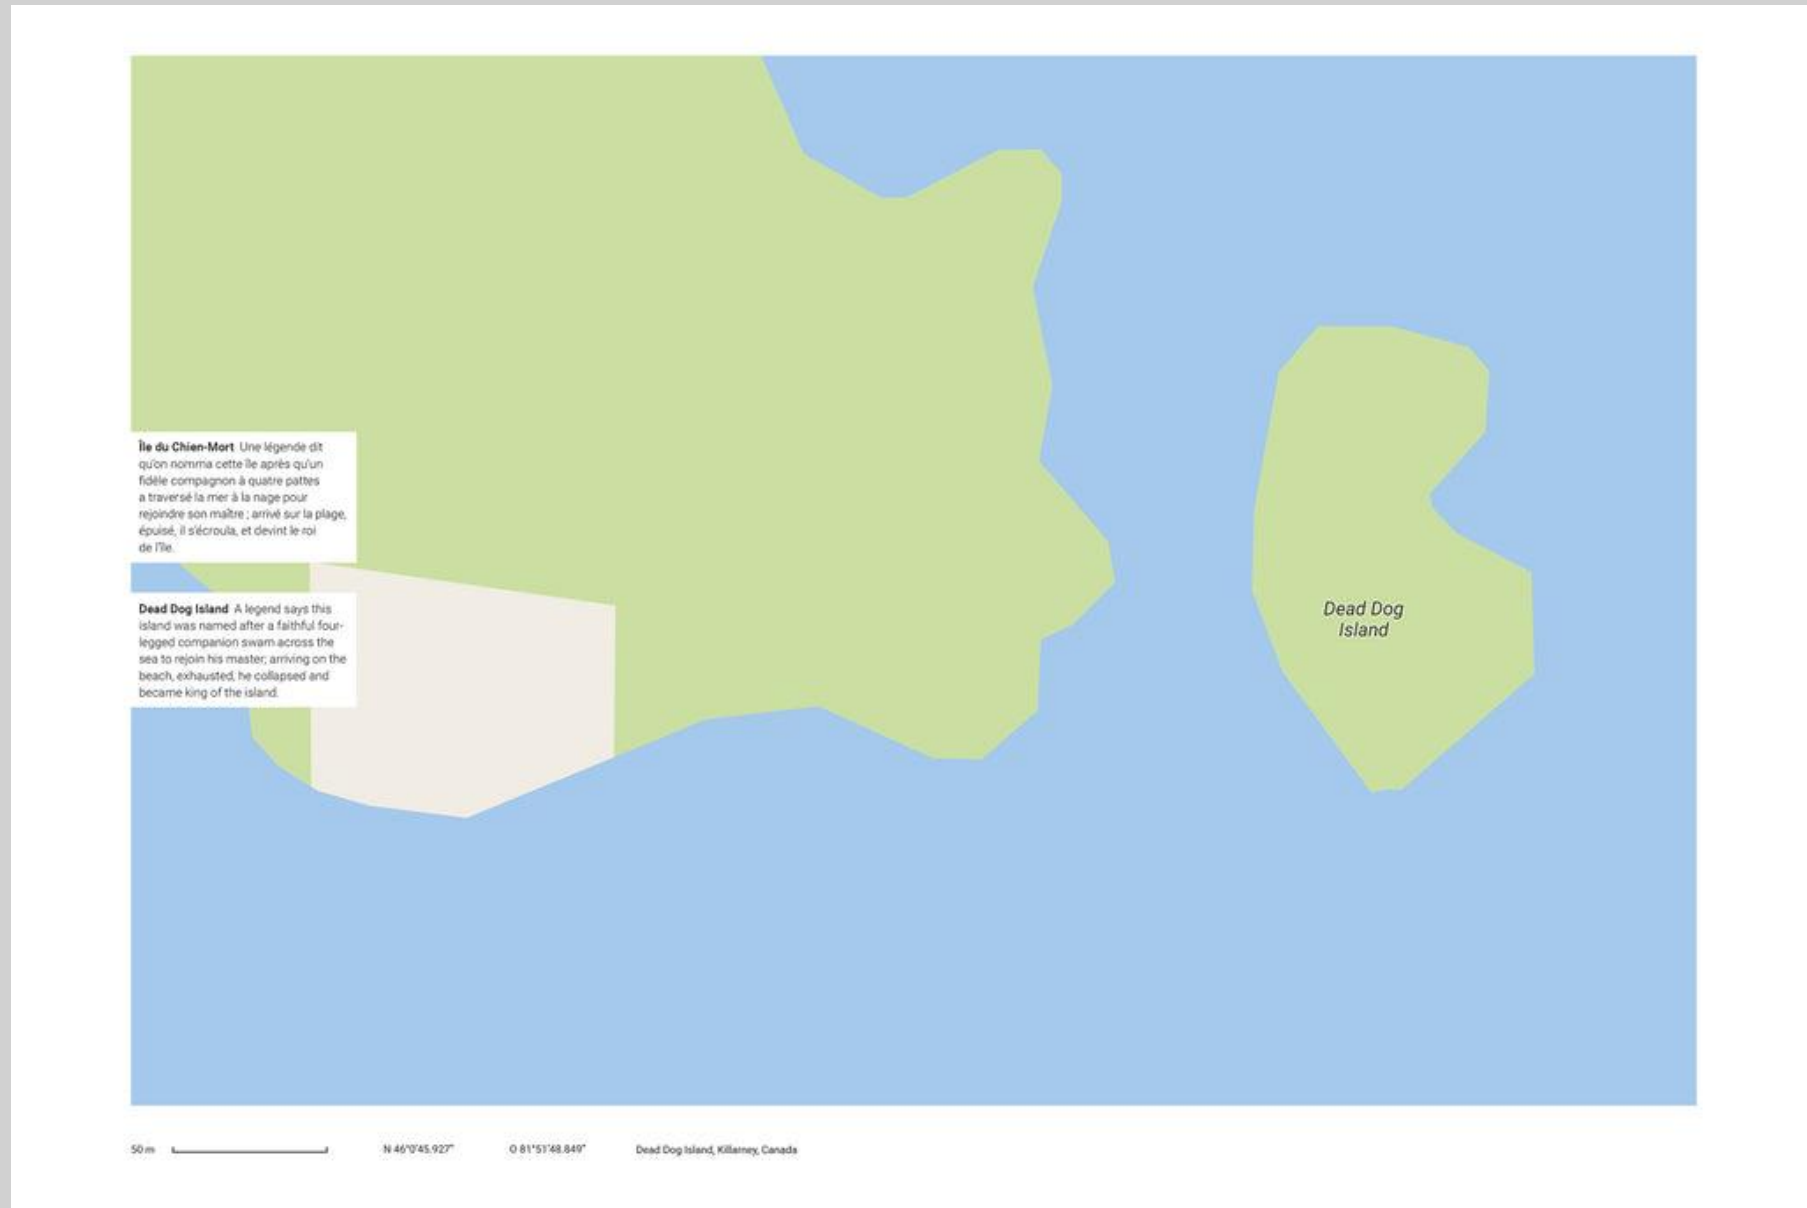 Île du Chien-Mort Une légende dit
qu'on nomma cette île après qu'un
fidèle compagnon à quatre pattes
a traversé la mer à la nage pour
rejoindre son maître ; arrivé sur la plage,
épuisé, il s'écroula, et devint le roi
de l'île.
Dead Dog Island A legend says this
island was named after a faithful four-
legged companion swam across the
sea to rejoin his master; arriving on the
beach, exhausted, he collapsed and
became king of the island.
Dead Dog
Island
50 m N 46°0'45.927" O 81°51'48.849" Dead Dog Island, Killarney, Canada